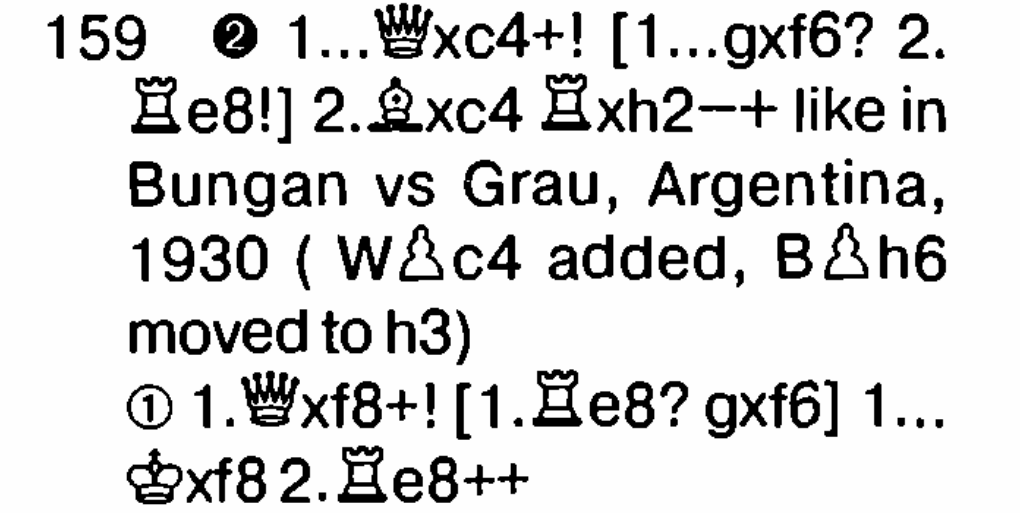 159 ❷ 1...♕xc4+! [1...gxf6? 2.
♖e8!] 2.♗xc4 ♖xh2−+ like in
Bungan vs Grau, Argentina,
1930 ( W♙c4 added, B♙h6
moved to h3)
① 1.♕xf8+! [1.♖e8? gxf6] 1...
♔xf8 2.♖e8++